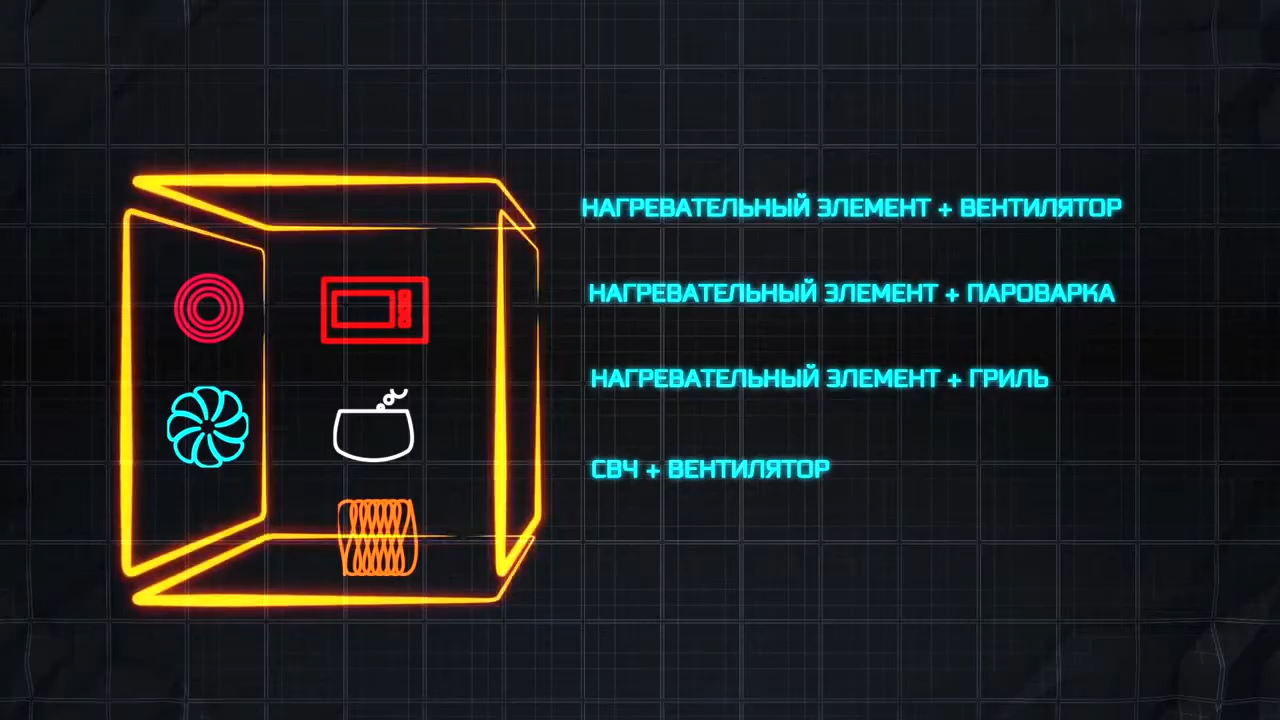 НАГРЕВАТЕЛЬНЫЙ ЭЛЕМЕНТ + ВЕНТИЛЯТОР
НАГРЕВАТЕЛЬНЫЙ ЭЛЕМЕНТ + ПАРОВАРКА
НАГРЕВАТЕЛЬНЫЙ ЭЛЕМЕНТ + ГРИЛЬ
СВЧ + ВЕНТИЛЯТОР